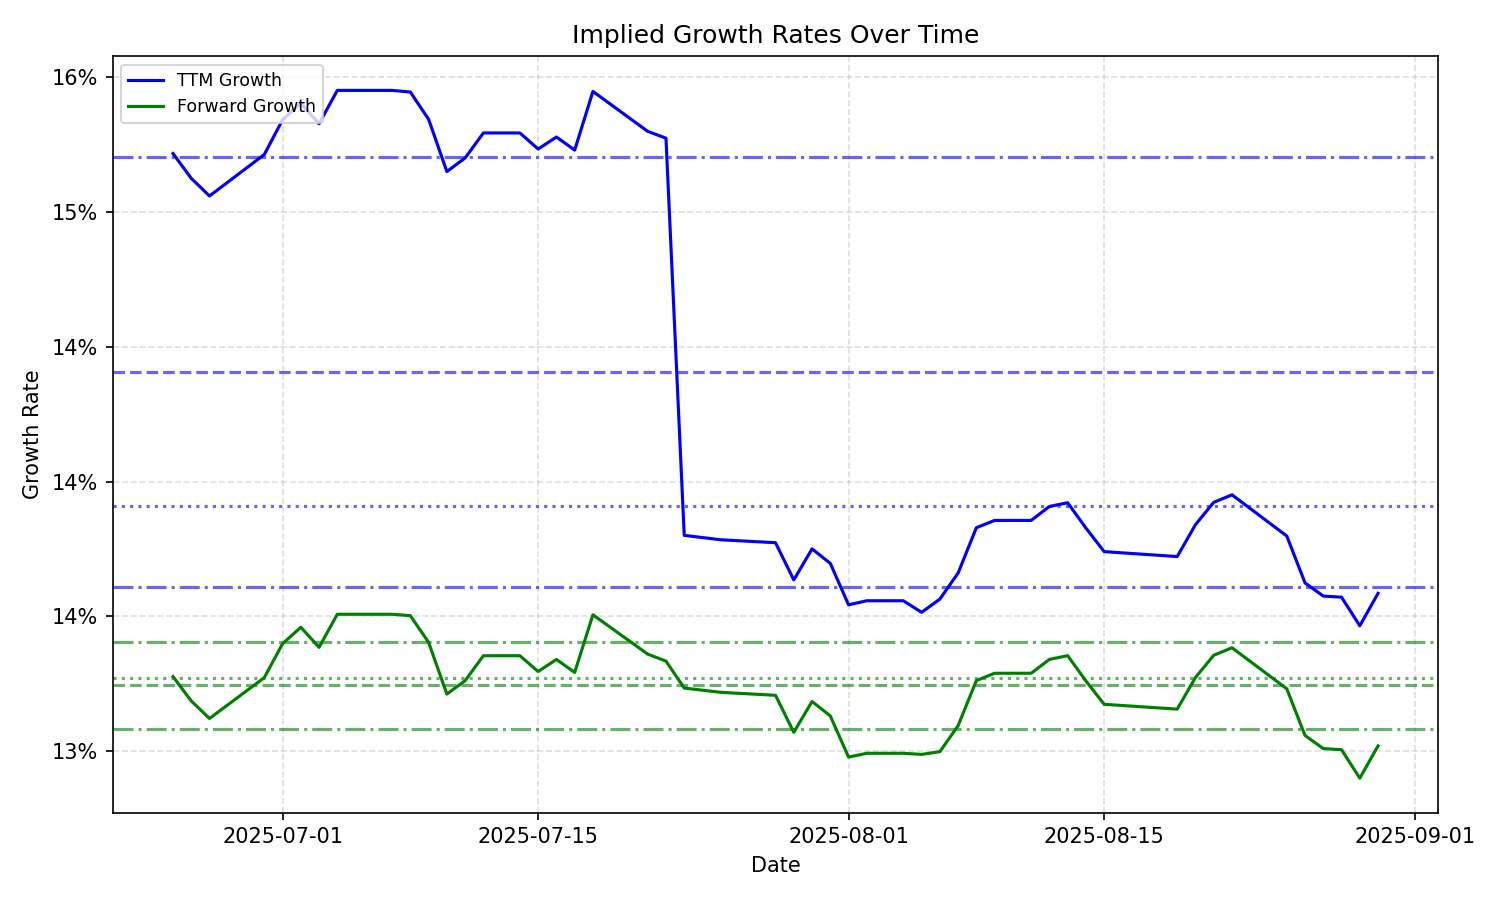 Implied Growth Rates Over Time
TTM Growth
Forward Growth
16%
15%
14%
14%
14%
13%
Growth Rate
2025-07-01
2025-07-15
2025-08-01
2025-08-15
2025-09-01
Date